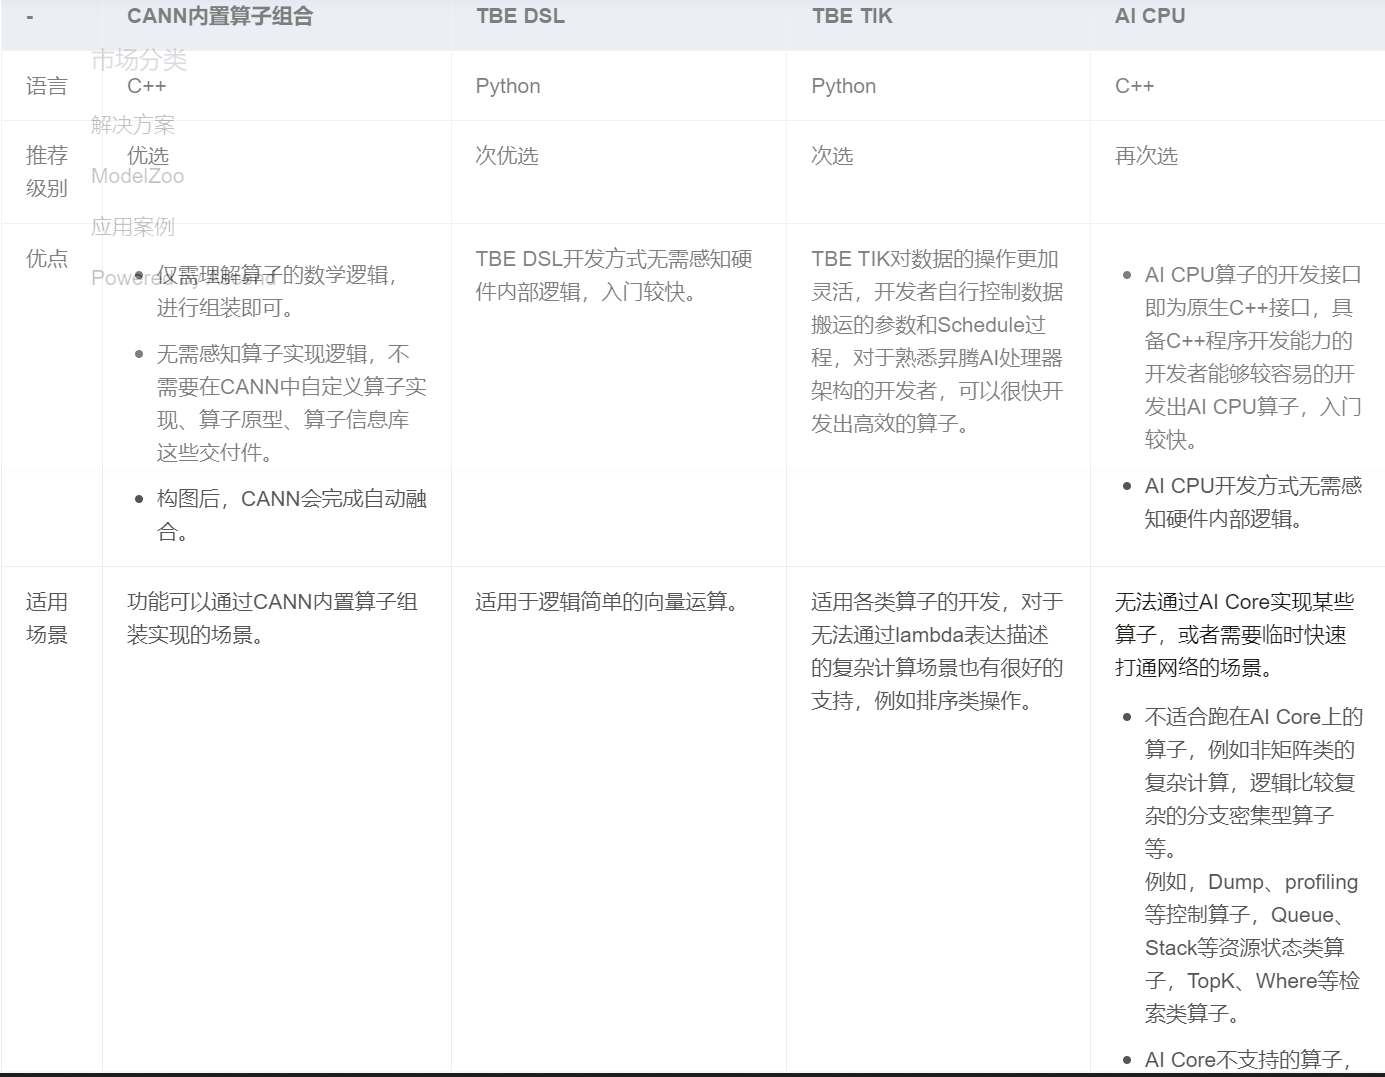 -
CANN内置算子组合
TBE DSL
TBE TIK
AI CPU
市场分类
解决方案
ModelZoo
应用案例
语言
C++
Python
Python
C++
推荐
级别
优选
次优选
次选
再次选
优点
仅需理解算子的数学逻辑，
进行组装即可。
无需感知算子实现逻辑，不
需要在CANN中自定义算子实
现、算子原型、算子信息库
这些交付件。
构图后，CANN会完成自动融
合。
TBE DSL开发方式无需感知硬
件内部逻辑，入门较快。
TBE TIK对数据的操作更加
灵活，开发者自行控制数据
搬运的参数和Schedule过
程，对于熟悉昇腾AI处理器
架构的开发者，可以很快开
发出高效的算子。
AI CPU算子的开发接口
即为原生C++接口，具
备C++程序开发能力的
开发者能够较容易的开
发出AI CPU算子，入门
较快。
AI CPU开发方式无需感
知硬件内部逻辑。
适用
场景
功能可以通过CANN内置算子组
装实现的场景。
适用于逻辑简单的向量运算。
适用各类算子的开发，对于
无法通过lambda表达描述
的复杂计算场景也有很好的
支持，例如排序类操作。
无法通过AI Core实现某些
算子，或者需要临时快速
打通网络的场景。
不适合跑在AI Core上的
算子，例如非矩阵类的
复杂计算，逻辑比较复
杂的分支密集型算子
等。
例如，Dump、profiling
等控制算子，Queue、
Stack等资源状态类算
子，TopK、Where等检
索类算子。
AI Core不支持的算子，